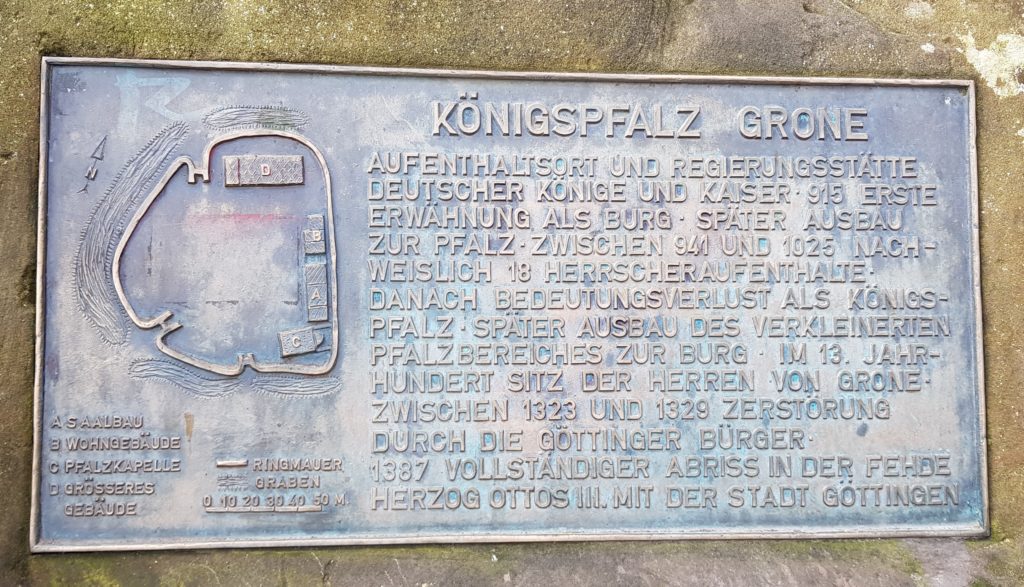 KÖNIGSPFALZ GRONE
AUFENTHALTSORT UND REGIERUNGSSTÄTTE
DEUTSCHER KÖNIGE UND KAISER · 915 ERSTE
ERWÄHNUNG ALS BURG · SPÄTER AUSBAU
ZUR PFALZ · ZWISCHEN 941 UND 1025 NACH-
WEISLICH 18 HERRSCHERAUFENTHALTE·
DANACH BEDEUTUNGSVERLUST ALS KÖNIGS-
PFALZ · SPÄTER AUSBAU DES VERKLEINERTEN
PFALZBEREICHES ZUR BURG · IM 13. JAHR-
HUNDERT SITZ DER HERREN VON GRONE·
ZWISCHEN 1323 UND 1329 ZERSTÖRUNG
DURCH DIE GÖTTINGER BÜRGER·
1387 VOLLSTÄNDIGER ABRISS IN DER FEHDE
HERZOG OTTOS III. MIT DER STADT GÖTTINGEN
N
D
B
A
C
A SAALBAU
B WOHNGEBÄUDE
C PFALZKAPELLE
D GRÖSSERES
GEBÄUDE
RINGMAUER
GRABEN
0 10 20 30 40 50 M